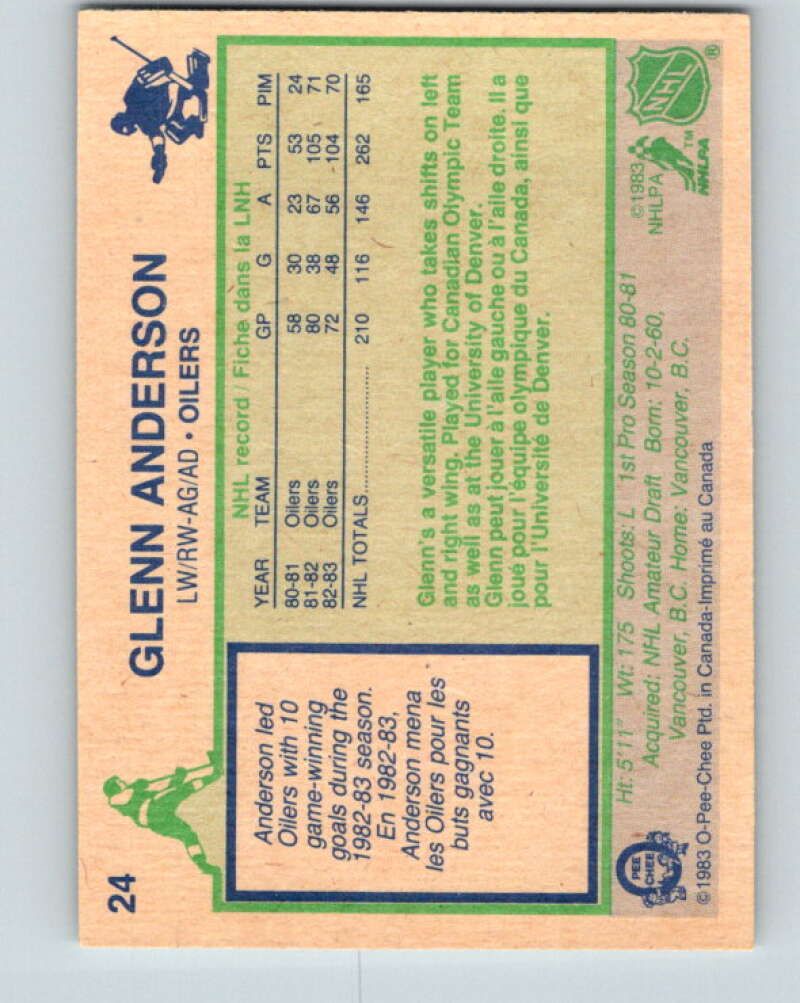 24
GLENN ANDERSON
LW/RW-AG/AD • OILERS
Anderson led
Oilers with 10
game-winning
goals during the
1982-83 season.
En 1982-83,
Anderson mena
les Oilers pour les
buts gagnants
avec 10.
NHL record / Fiche dans la LNH
YEAR TEAM GP G A PTS PIM
80-81 Oilers 58 30 23 53 24
81-82 Oilers 80 38 67 105 71
82-83 Oilers 72 48 56 104 70
NHL TOTALS 210 116 146 262 165
Glenn's a versatile player who takes shifts on left
and right wing. Played for Canadian Olympic Team
as well as at the University of Denver.
Glenn peut jouer à l'aile gauche ou à l'aile droite. Il a
joué pour l'équipe olympique du Canada, ainsi que
pour l'Université de Denver.
Ht: 5'11" Wt: 175 Shoots: L 1st Pro Season 80-81
Acquired: NHL Amateur Draft Born: 10-2-60,
Vancouver, B.C. Home: Vancouver, B.C.
©1983
NHLPA
NHLPA
TM
NHL
®
O
PEE
CHEE
©1983 O-Pee-Chee Ptd. in Canada-Imprimé au Canada